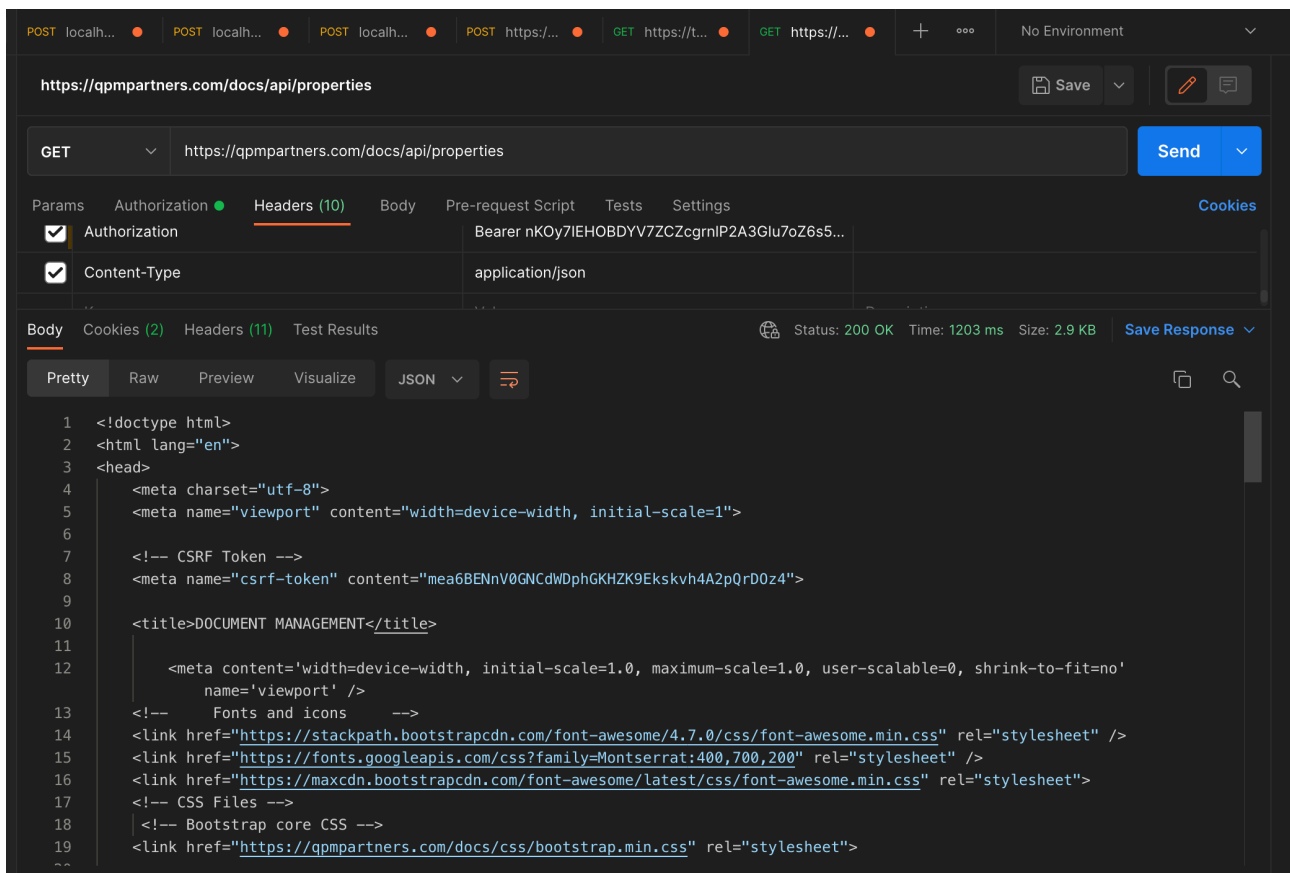 POST localh... POST localh... POST localh... POST https:/... GET https://t... GET https://... No Environment
https://qpmpartners.com/docs/api/properties
Save
GET https://qpmpartners.com/docs/api/properties Send
Params Authorization Headers (10) Body Pre-request Script Tests Settings Cookies
Authorization Bearer nKOy7lEHOBDYV7ZCZcgrnlP2A3Glu7oZ6s5...
Content-Type application/json
Body Cookies (2) Headers (11) Test Results Status: 200 OK Time: 1203 ms Size: 2.9 KB Save Response
Pretty Raw Preview Visualize JSON
1 <!doctype html>
2 <html lang="en">
3 <head>
4 <meta charset="utf-8">
5 <meta name="viewport" content="width=device-width, initial-scale=1">
6
7 <!-- CSRF Token -->
8 <meta name="csrf-token" content="mea6BENnV0GNCdWDphGKHZK9Ekskvh4A2pQrDOz4">
9
10 <title>DOCUMENT MANAGEMENT</title>
11
12 <meta content='width=device-width, initial-scale=1.0, maximum-scale=1.0, user-scalable=0, shrink-to-fit=no'
name='viewport' />
13 <!-- Fonts and icons -->
14 <link href="https://stackpath.bootstrapcdn.com/font-awesome/4.7.0/css/font-awesome.min.css" rel="stylesheet" />
15 <link href="https://fonts.googleapis.com/css?family=Montserrat:400,700,200" rel="stylesheet" />
16 <link href="https://maxcdn.bootstrapcdn.com/font-awesome/latest/css/font-awesome.min.css" rel="stylesheet">
17 <!-- CSS Files -->
18 <!-- Bootstrap core CSS -->
19 <link href="https://qpmpartners.com/docs/css/bootstrap.min.css" rel="stylesheet">